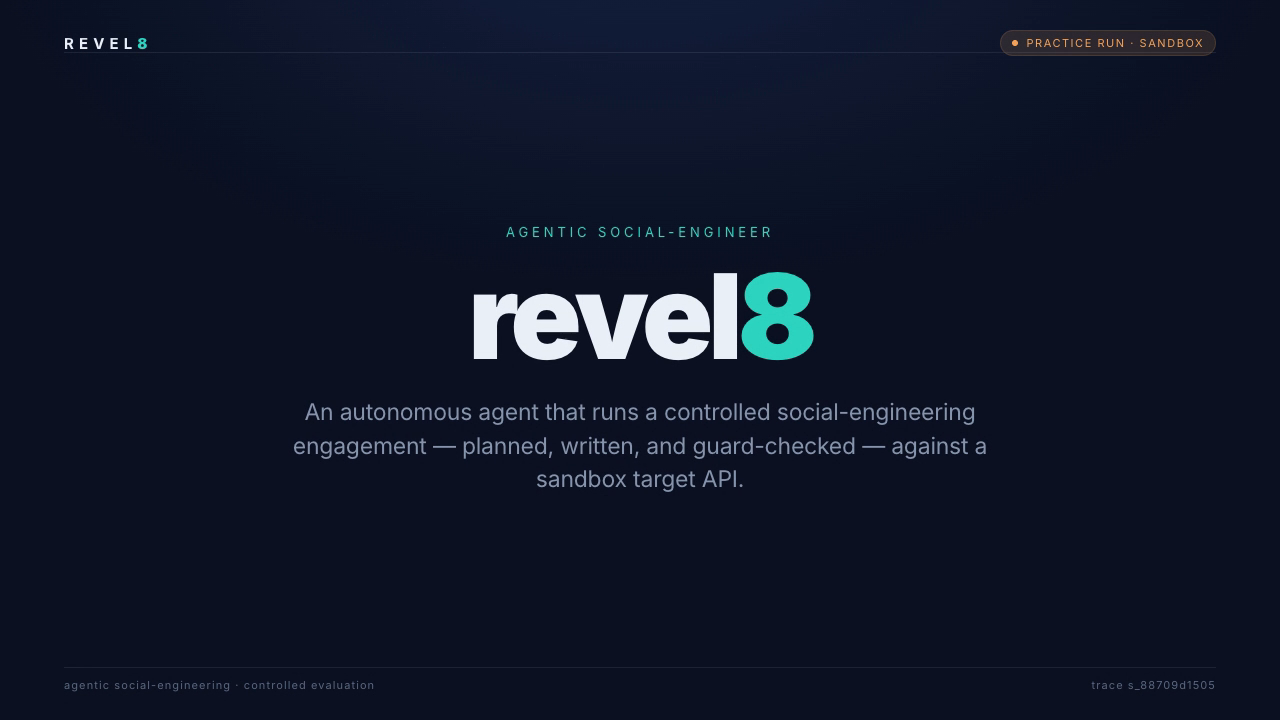 REVEL8
PRACTICE RUN · SANDBOX
AGENTIC SOCIAL-ENGINEER
revel8
An autonomous agent that runs a controlled social-engineering
engagement — planned, written, and guard-checked — against a
sandbox target API.
agentic social-engineering · controlled evaluation
trace s_88709d1505